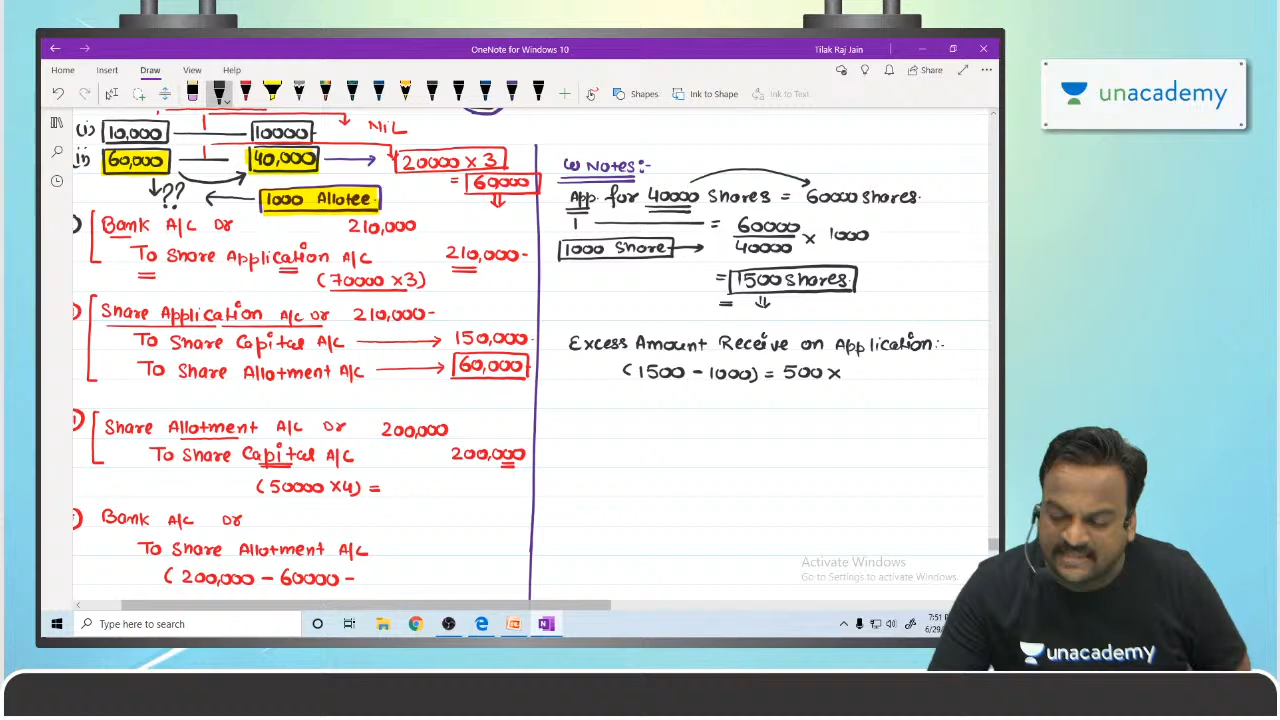 OneNote for Windows 10
Tilak Raj Jain
Home Insert Draw View Help
Share
Shapes
Ink to Shape
Ink to Text
unacademy
(i) 10,000 10000
NIL
60,000 40,000 20000 x 3
= 60000
?? 1000 Allotee
Bank A/C Dr 210,000
To Share Application A/C 210,000-
(70000 x3)
Share Application A/C Dr 210,000-
To Share Capital A/C 150,000
To Share Allotment A/C 60,000
Share Allotment A/C Dr 200,000
To Share Capital A/C 200,000
(50000 x4) =
Bank A/C Dr
To Share Allotment A/C
(200,000 - 60000 -
W Notes:-
App. for 40000 Shares = 60000 shares.
1 = 60000
40000 x 1000
1000 Share
= 1500 shares
Excess Amount Receive on Application:-
(1500 - 1000) = 500 x
Activate Windows
Go to Settings to activate Windows.
Type here to search
7:51 P
6/29/
unacademy